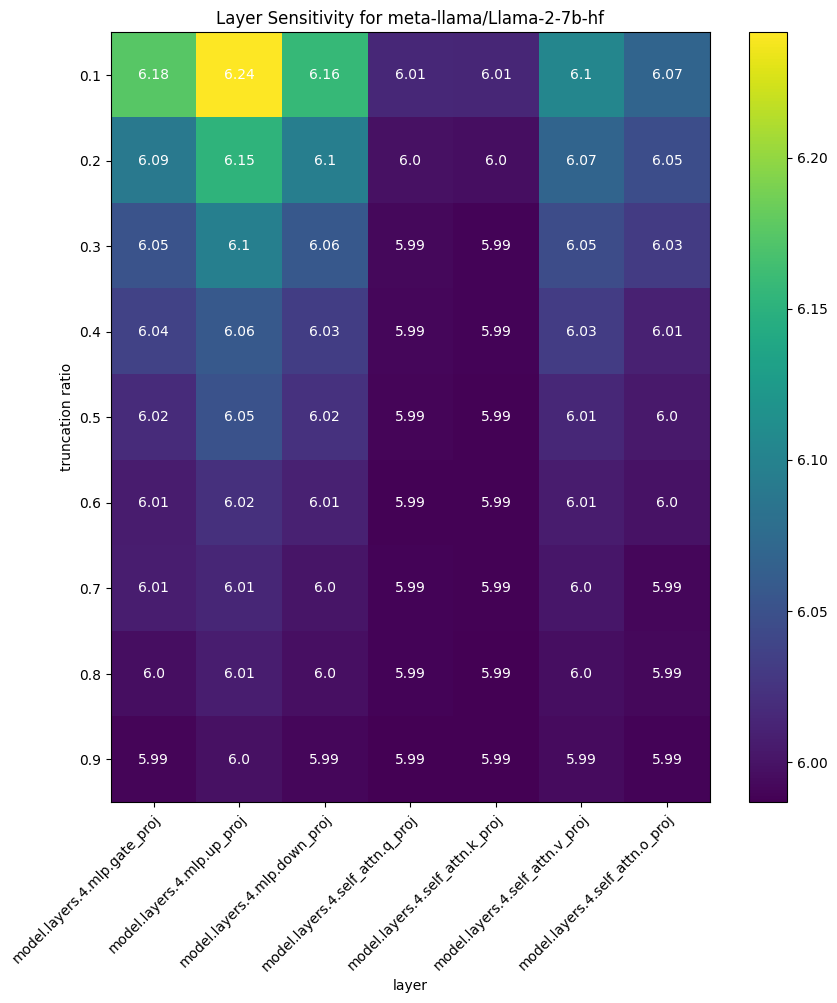 Layer Sensitivity for meta-llama/Llama-2-7b-hf
0.1 6.18 6.24 6.16 6.01 6.01 6.1 6.07
0.2 6.09 6.15 6.1 6.0 6.0 6.07 6.05
0.3 6.05 6.1 6.06 5.99 5.99 6.05 6.03
0.4 6.04 6.06 6.03 5.99 5.99 6.03 6.01
0.5 6.02 6.05 6.02 5.99 5.99 6.01 6.0
0.6 6.01 6.02 6.01 5.99 5.99 6.01 6.0
0.7 6.01 6.01 6.0 5.99 5.99 6.0 5.99
0.8 6.0 6.01 6.0 5.99 5.99 6.0 5.99
0.9 5.99 6.0 5.99 5.99 5.99 5.99 5.99
truncation ratio
model.layers.4.mlp.gate_proj
model.layers.4.mlp.up_proj
model.layers.4.mlp.down_proj
model.layers.4.self_attn.q_proj
model.layers.4.self_attn.k_proj
model.layers.4.self_attn.v_proj
model.layers.4.self_attn.o_proj
layer
6.20
6.15
6.10
6.05
6.00